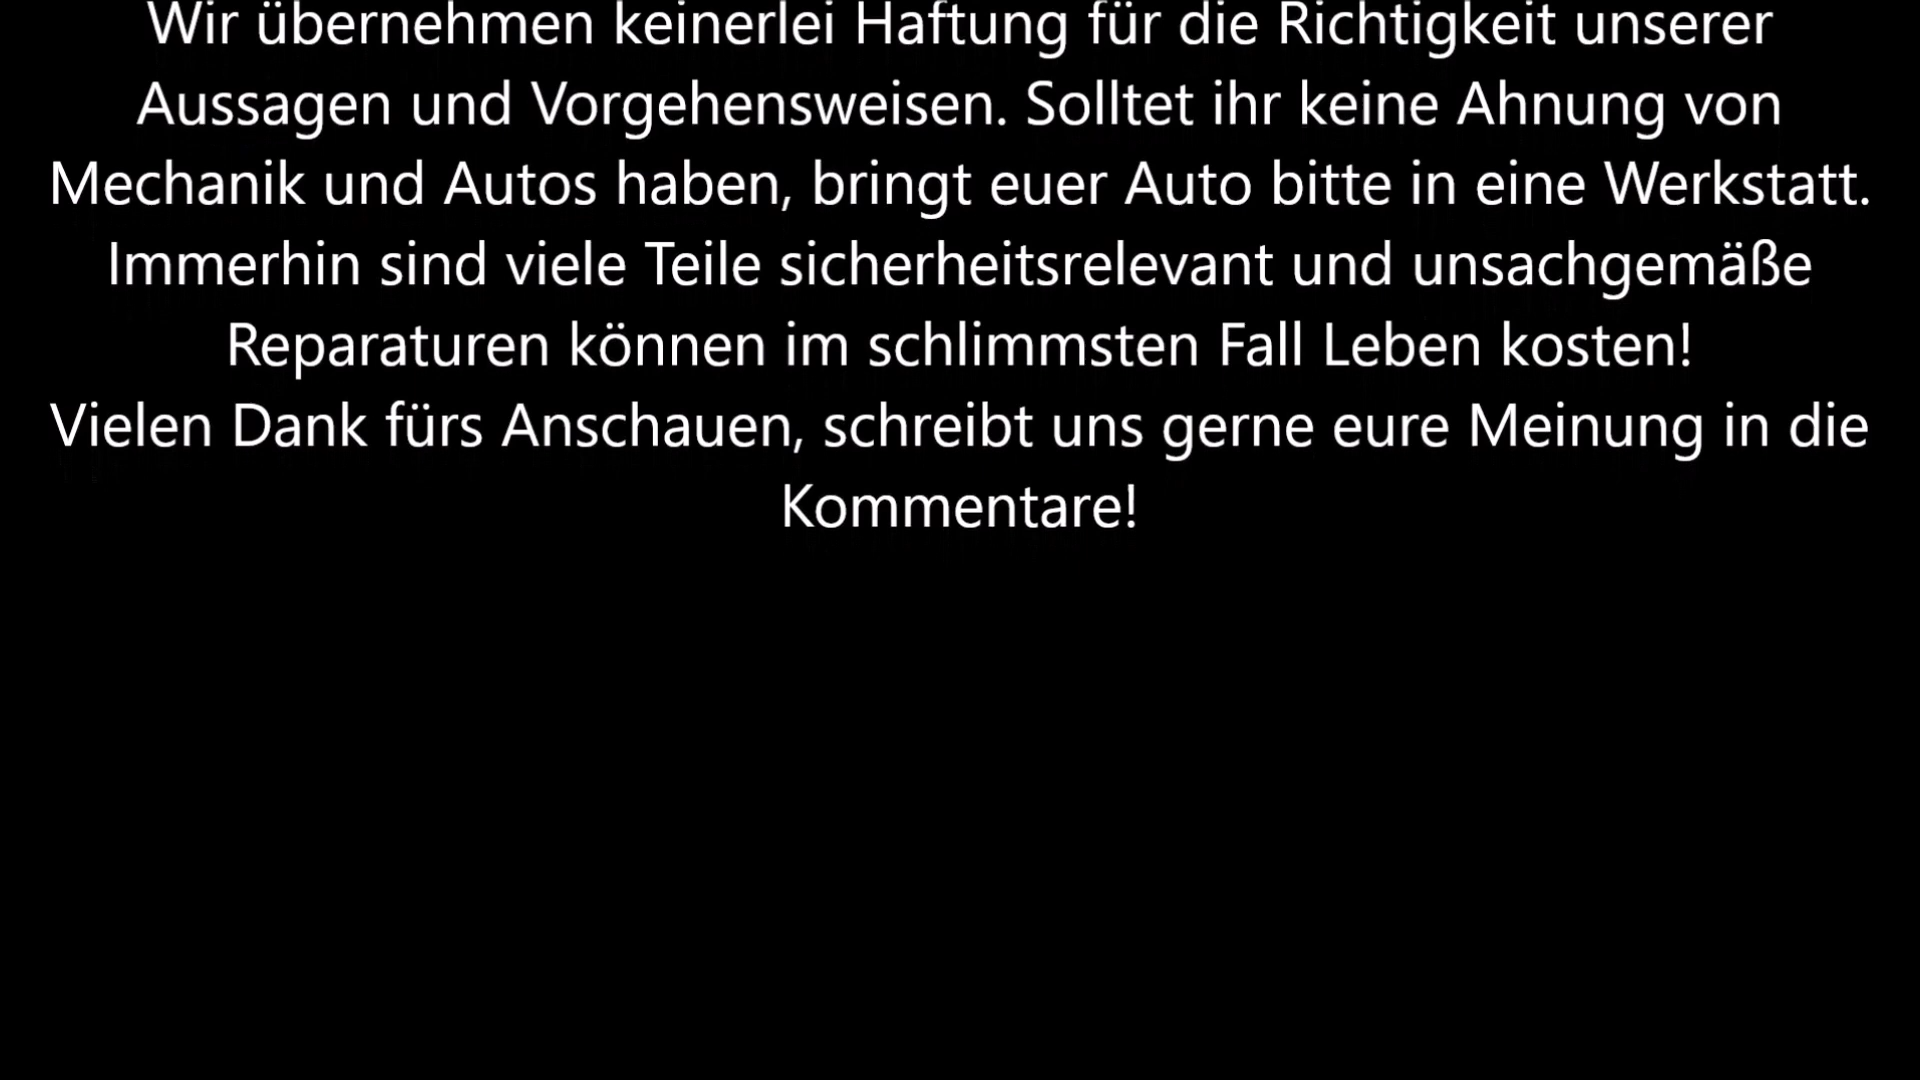 Wir übernehmen keinerlei Haftung für die Richtigkeit unserer
Aussagen und Vorgehensweisen. Solltet ihr keine Ahnung von
Mechanik und Autos haben, bringt euer Auto bitte in eine Werkstatt.
Immerhin sind viele Teile sicherheitsrelevant und unsachgemäße
Reparaturen können im schlimmsten Fall Leben kosten!
Vielen Dank fürs Anschauen, schreibt uns gerne eure Meinung in die
Kommentare!